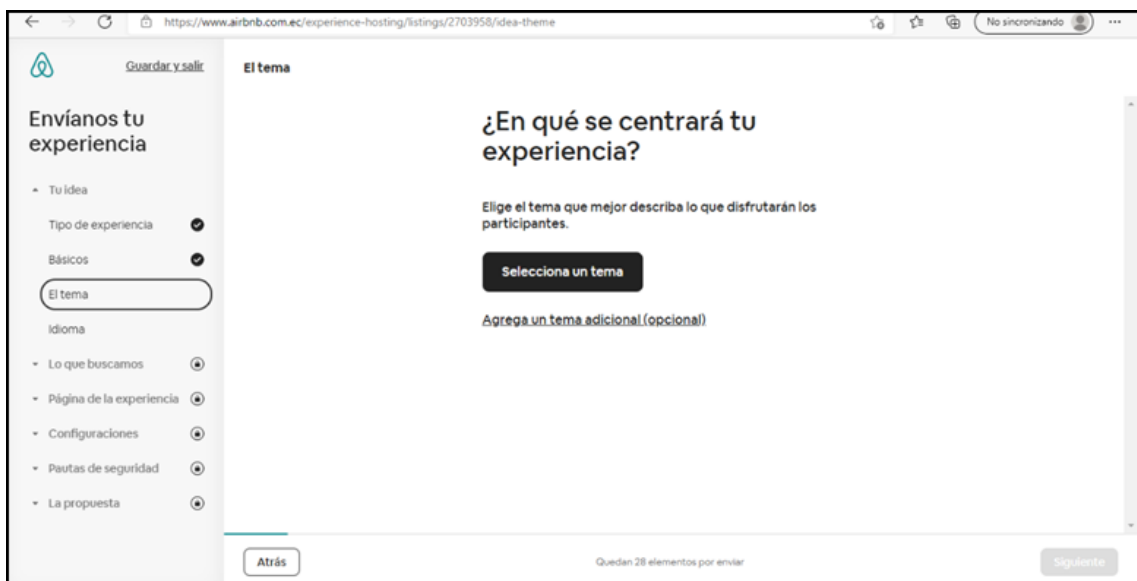 https://www.airbnb.com.ec/experience-hosting/listings/2703958/idea-theme
No sincronizando
Guardar y salir
El tema
Envíanos tu
experiencia
Tu idea
Tipo de experiencia
Básicos
El tema
Idioma
Lo que buscamos
Página de la experiencia
Configuraciones
Pautas de seguridad
La propuesta
¿En qué se centrará tu
experiencia?
Elige el tema que mejor describa lo que disfrutarán los
participantes.
Selecciona un tema
Agrega un tema adicional (opcional)
Atrás
Quedan 28 elementos por enviar
Siguiente